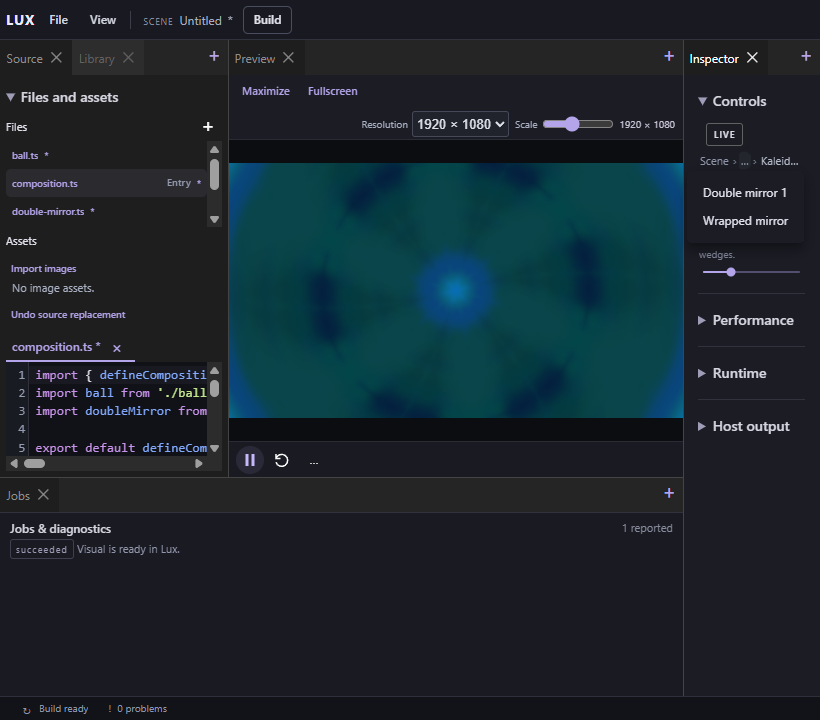 LUX File View SCENE Untitled * Build
Source Library
Files and assets
Files
ball.ts *
composition.ts Entry *
double-mirror.ts *
Assets
Import images
No image assets.
Undo source replacement
composition.ts *
1 import { defineCompositi
2 import ball from './ball
3 import doubleMirror from
4
5 export default defineCom
Preview
Maximize Fullscreen
Resolution 1920 × 1080 Scale 1920 × 1080
...
Inspector
Controls
LIVE
Scene › ... › Kaleid...
Double mirror 1
Wrapped mirror
wedges.
Performance
Runtime
Host output
Jobs
Jobs & diagnostics 1 reported
succeeded Visual is ready in Lux.
Build ready ! 0 problems